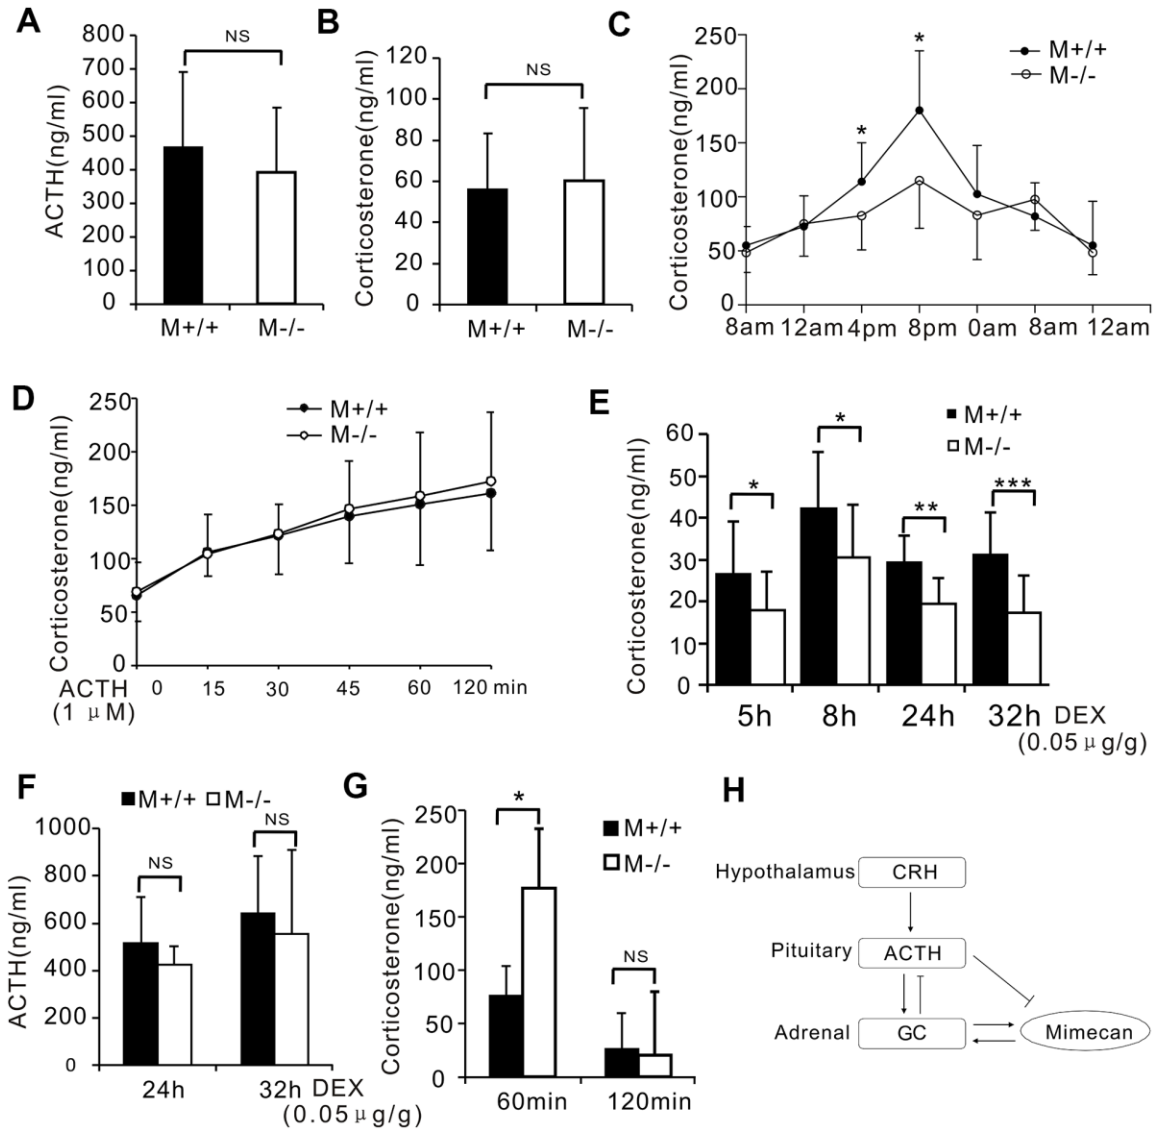 A
ACTH(ng/ml)
800
700
600
500
400
300
200
100
0
NS
M+/+ M-/-
B
Corticosterone(ng/ml)
120
100
80
60
40
20
0
NS
M+/+ M-/-
C
Corticosterone(ng/ml)
250
200
150
100
50
0
* *
M+/+
M-/-
8am 12am 4pm 8pm 0am 8am 12am
D
Corticosterone(ng/ml)
250
200
150
100
50
0
M+/+
M-/-
ACTH 0 15 30 45 60 120 min
(1 μM)
E
Corticosterone(ng/ml)
60
50
40
30
20
10
0
M+/+
M-/-
* * ** ***
5h 8h 24h 32h DEX
(0.05 μg/g)
F
M+/+ M-/-
ACTH(ng/ml)
1000
800
600
400
200
0
NS NS
24h 32h DEX
(0.05 μg/g)
G
Corticosterone(ng/ml)
250
200
150
100
50
0
M+/+
M-/-
* NS
60min 120min
H
Hypothalamus CRH
Pituitary ACTH
Adrenal GC Mimecan